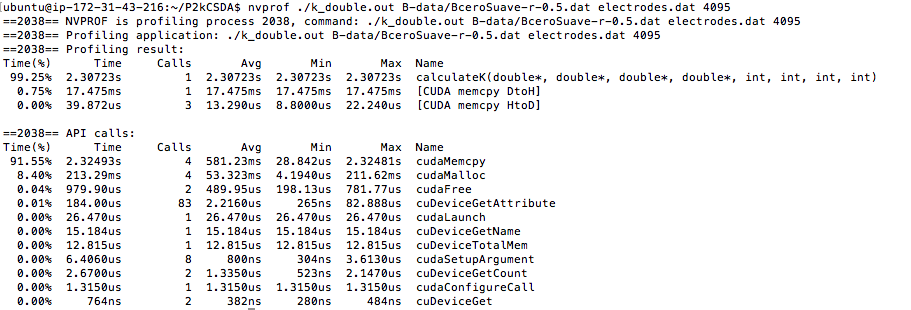 ubuntu@ip-172-31-43-216:~/P2kCSDA$ nvprof ./k_double.out B-data/BceroSuave-r-0.5.dat electrodes.dat 4095
==2038== NVPROF is profiling process 2038, command: ./k_double.out B-data/BceroSuave-r-0.5.dat electrodes.dat 4095
==2038== Profiling application: ./k_double.out B-data/BceroSuave-r-0.5.dat electrodes.dat 4095
==2038== Profiling result:
Time(%)      Time     Calls       Avg       Min       Max  Name
 99.25%  2.30723s         1  2.30723s  2.30723s  2.30723s  calculateK(double*, double*, double*, double*, int, int, int, int)
  0.75%  17.475ms         1  17.475ms  17.475ms  17.475ms  [CUDA memcpy DtoH]
  0.00%  39.872us         3  13.290us  8.8000us  22.240us  [CUDA memcpy HtoD]

==2038== API calls:
Time(%)      Time     Calls       Avg       Min       Max  Name
 91.55%  2.32493s         4  581.23ms  28.842us  2.32481s  cudaMemcpy
  8.40%  213.29ms         4  53.323ms  4.1940us  211.62ms  cudaMalloc
  0.04%  979.90us         2  489.95us  198.13us  781.77us  cudaFree
  0.01%  184.00us        83  2.2160us     265ns  82.888us  cuDeviceGetAttribute
  0.00%  26.470us         1  26.470us  26.470us  26.470us  cudaLaunch
  0.00%  15.184us         1  15.184us  15.184us  15.184us  cuDeviceGetName
  0.00%  12.815us         1  12.815us  12.815us  12.815us  cuDeviceTotalMem
  0.00%  6.4060us         8     800ns     304ns  3.6130us  cudaSetupArgument
  0.00%  2.6700us         2  1.3350us     523ns  2.1470us  cuDeviceGetCount
  0.00%  1.3150us         1  1.3150us  1.3150us  1.3150us  cudaConfigureCall
  0.00%     764ns         2     382ns     280ns     484ns  cuDeviceGet